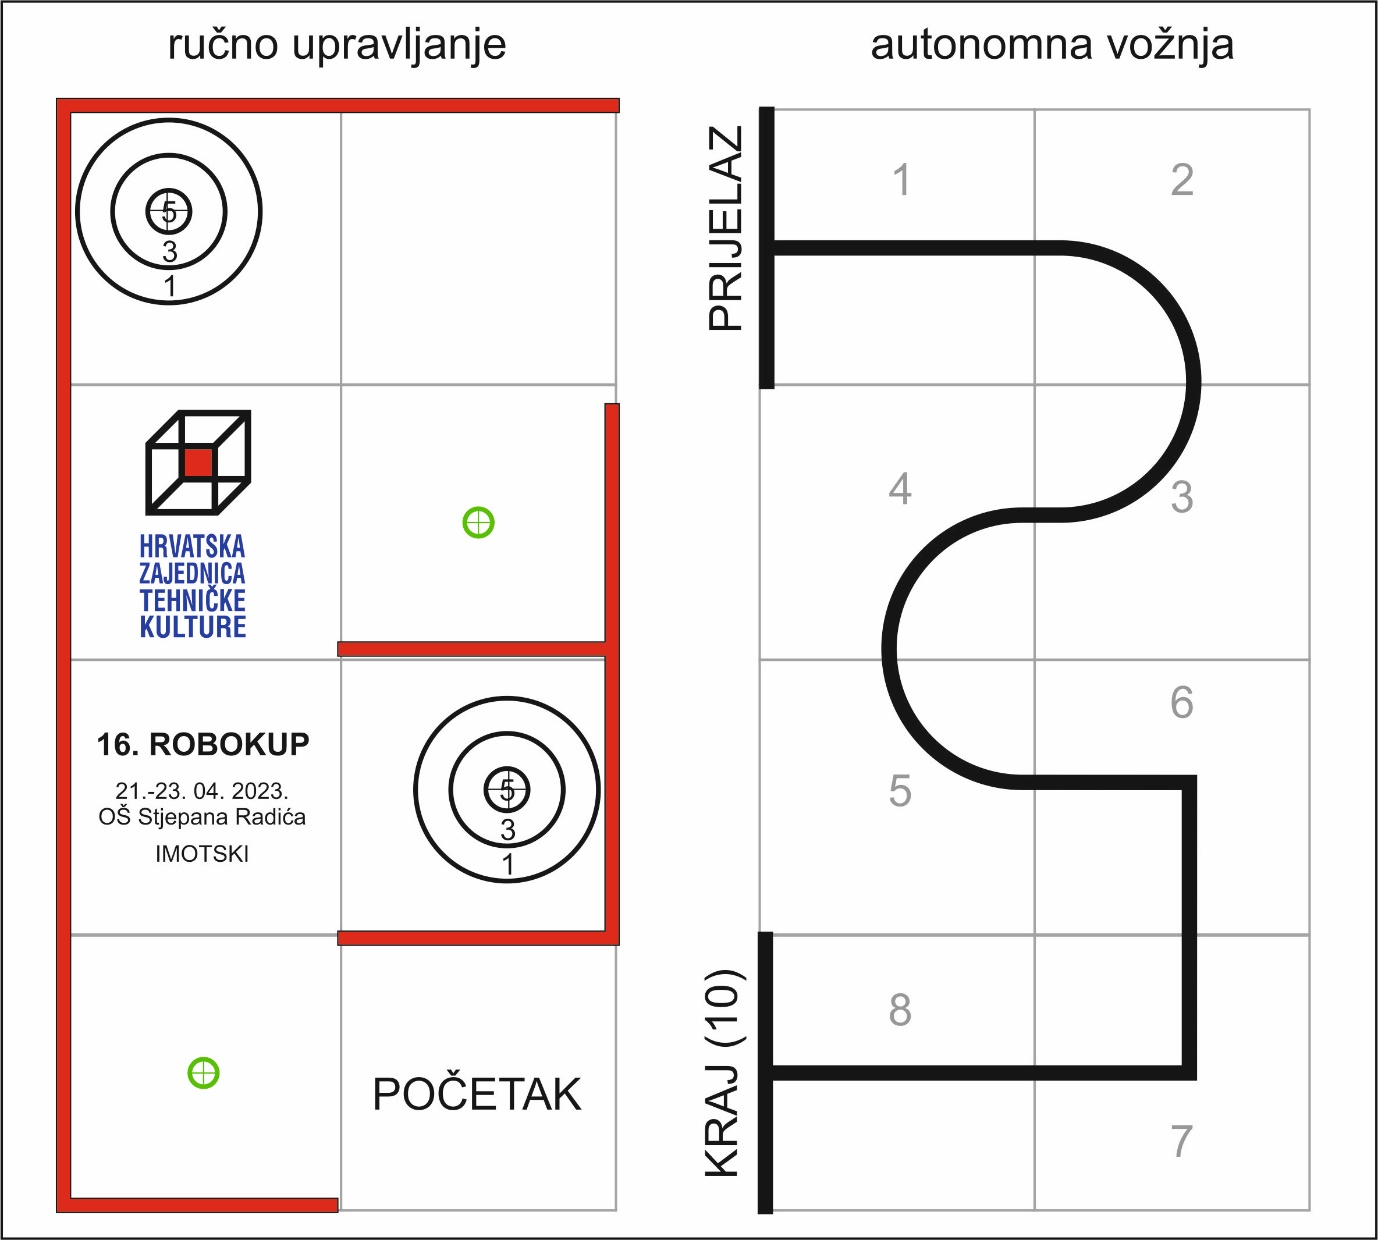 ručno upravljanje
5
3
1
HRVATSKA
ZAJEDNICA
TEHNIČKE
KULTURE
16. ROBOKUP
21.-23. 04. 2023.
OŠ Stjepana Radića
IMOTSKI
5
3
1
POČETAK
autonomna vožnja
PRIJELAZ
1
2
4
3
6
5
KRAJ (10)
8
7